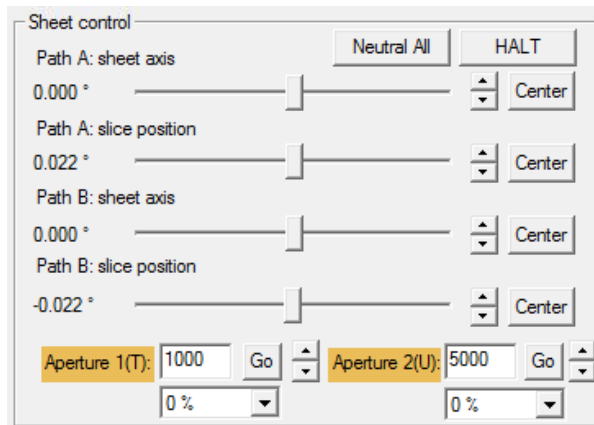 Sheet control
Neutral All HALT
Path A: sheet axis
0.000 ° Center
Path A: slice position
0.022 ° Center
Path B: sheet axis
0.000 ° Center
Path B: slice position
-0.022 ° Center
Aperture 1(T): 1000 Go Aperture 2(U): 5000 Go
0 % 0 %